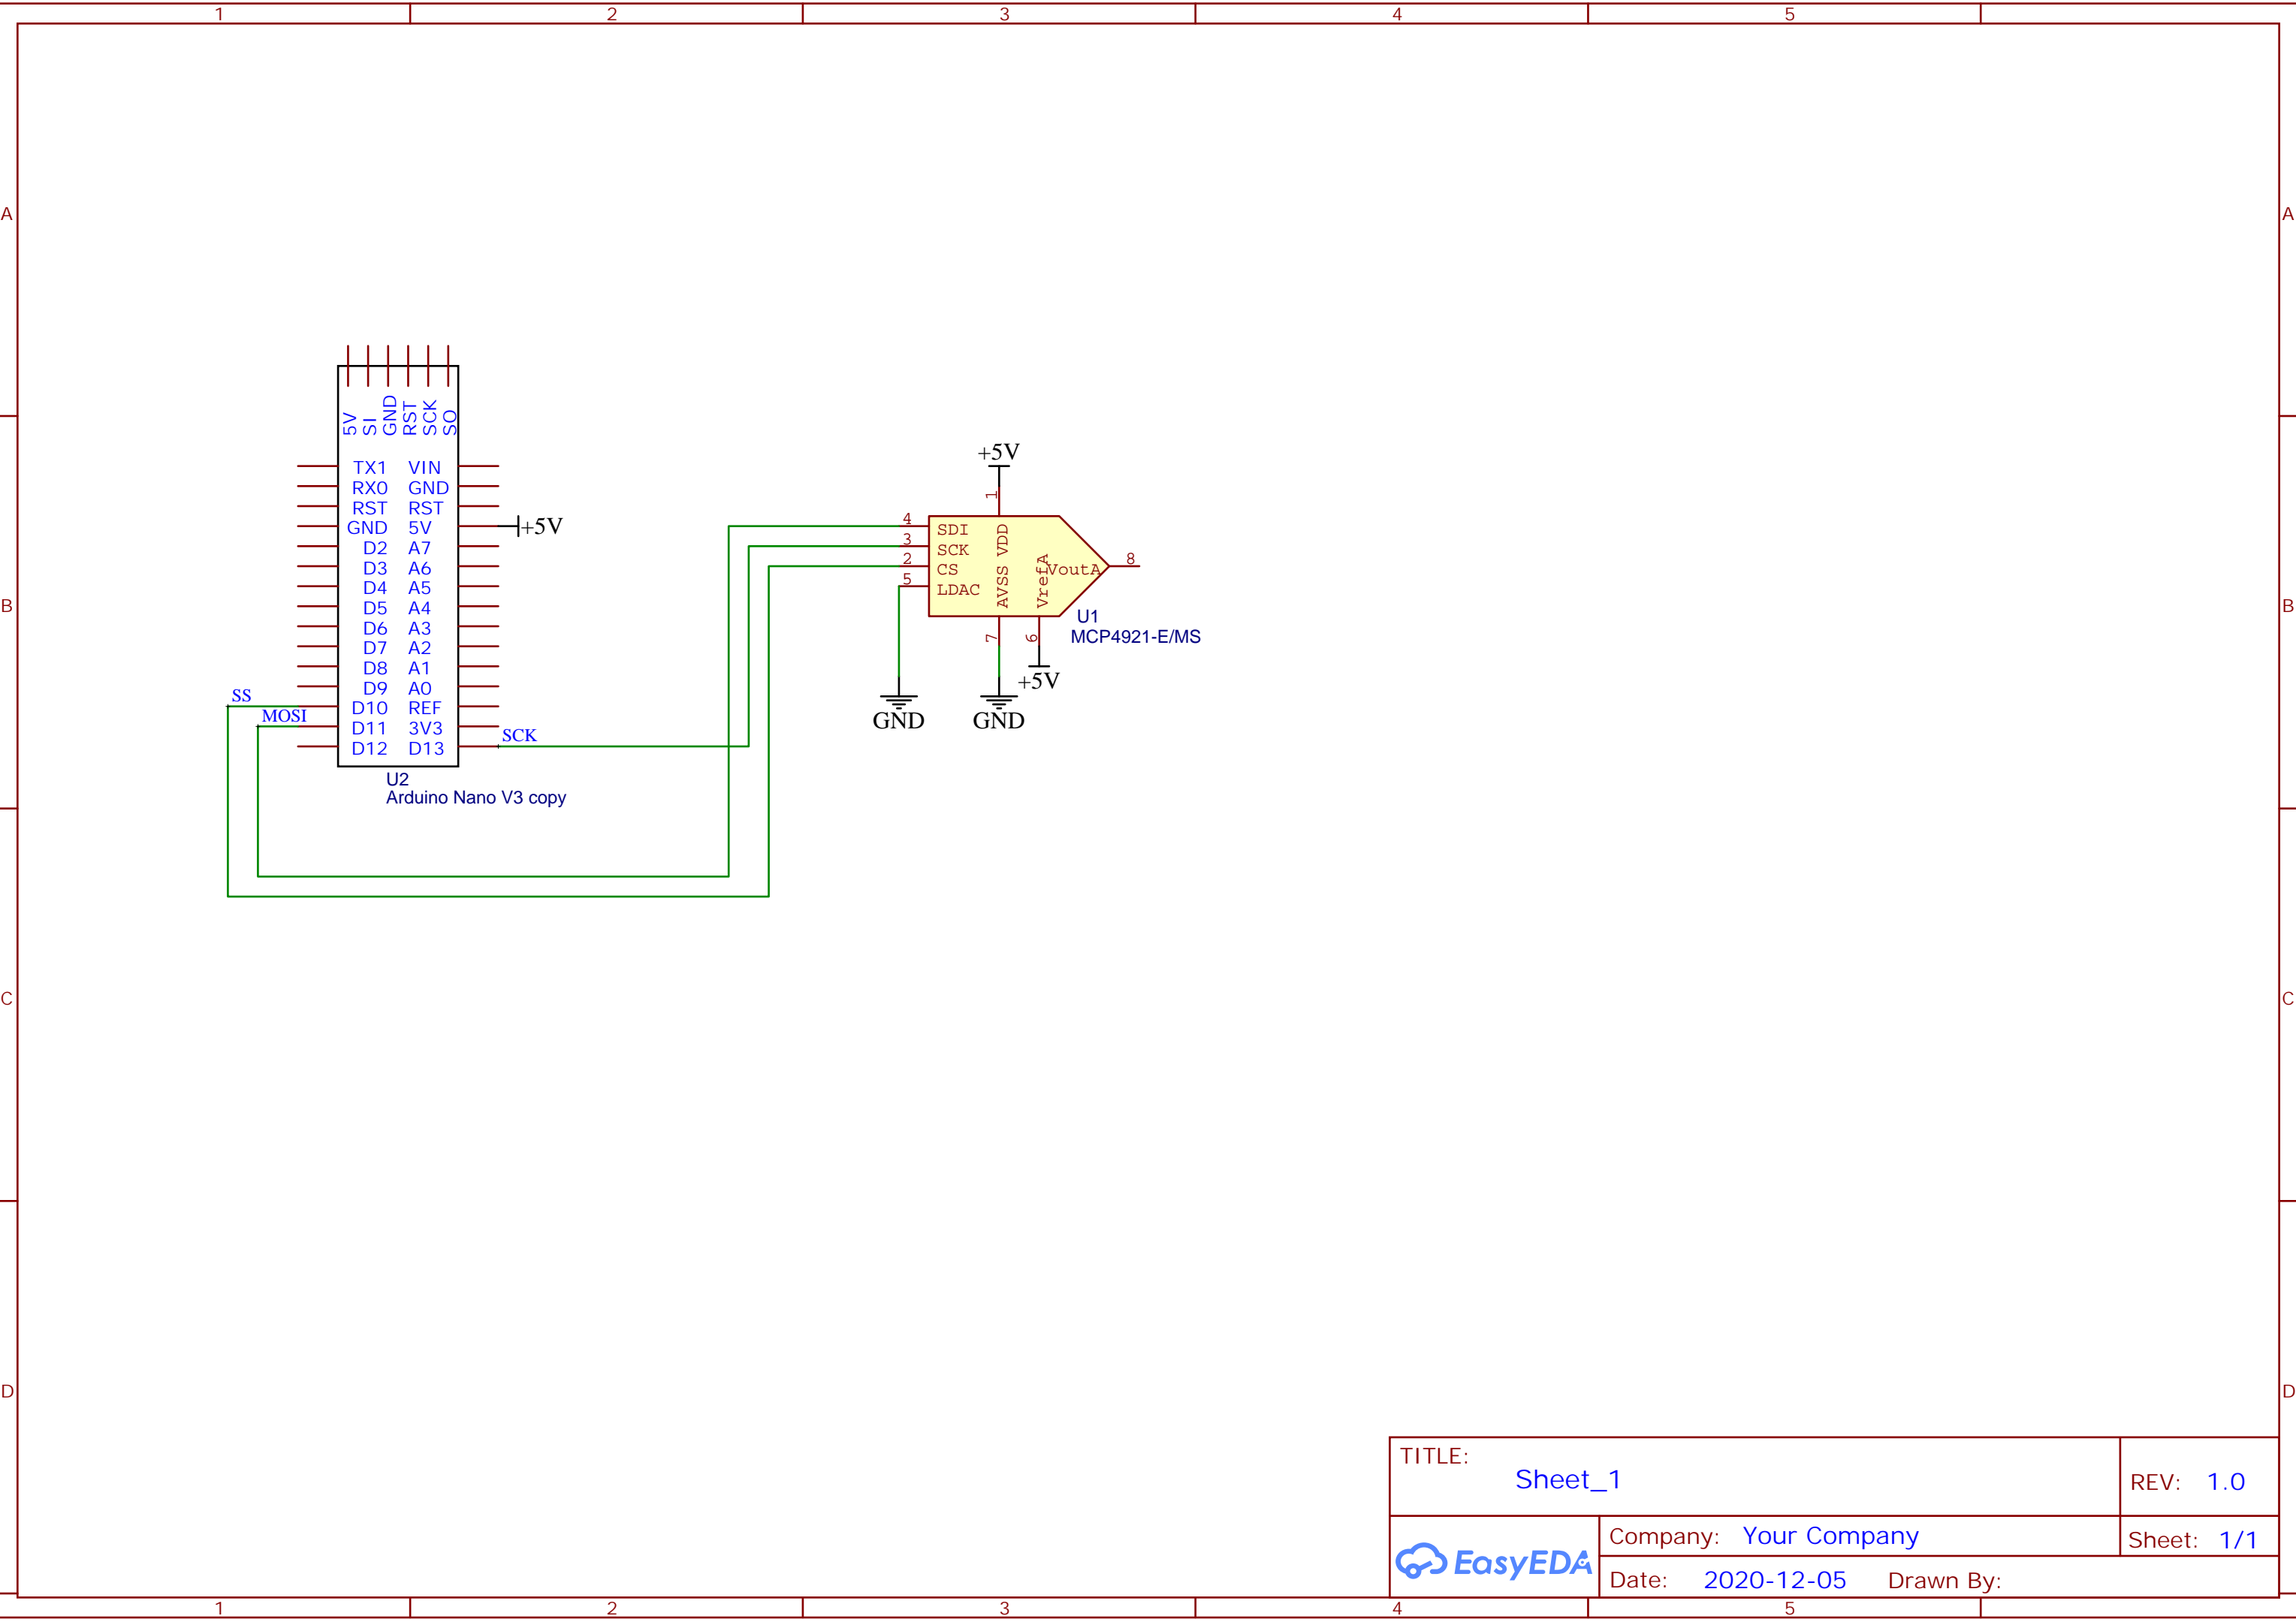 1 2 3 4 5
A A
5V SI GND RST SCK SO
+5V
TX1 VIN
RX0 GND
RST RST
GND 5V +5V
D2 A7
D3 A6
D4 A5
D5 A4
D6 A3
D7 A2
D8 A1
D9 A0
SS D10 REF
MOSI D11 3V3
D12 D13 SCK
U2
Arduino Nano V3 copy
1
4 SDI
3 SCK
2 CS
5 LDAC
AVSS VDD
VrefA
VoutA 8
7 6
U1
MCP4921-E/MS
+5V
GND GND
B B
C C
D D
TITLE:
Sheet_1
REV: 1.0
EasyEDA
Company: Your Company
Sheet: 1/1
Date: 2020-12-05 Drawn By:
1 2 3 4 5